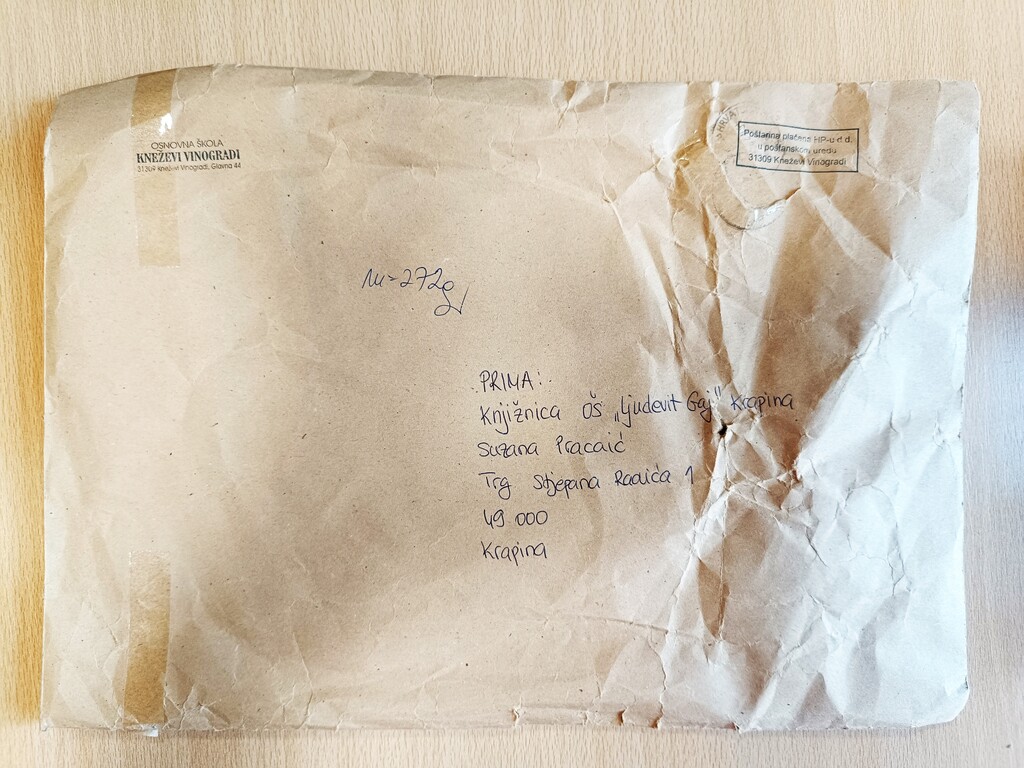 OSNOVNA ŠKOLA
KNEŽEVI VINOGRADI
31309 Kneževi Vinogradi, Glavna 44
HRVA
Poštarina plaćena HP-u d.d.
u poštanskom uredu
31309 Kneževi Vinogradi
m=272g
PRIMA:
Knjižnica OŠ „Ljudevit Gaj" Krapina
Suzana Pracaić
Trg Stjepana Radića 1
49 000
Krapina